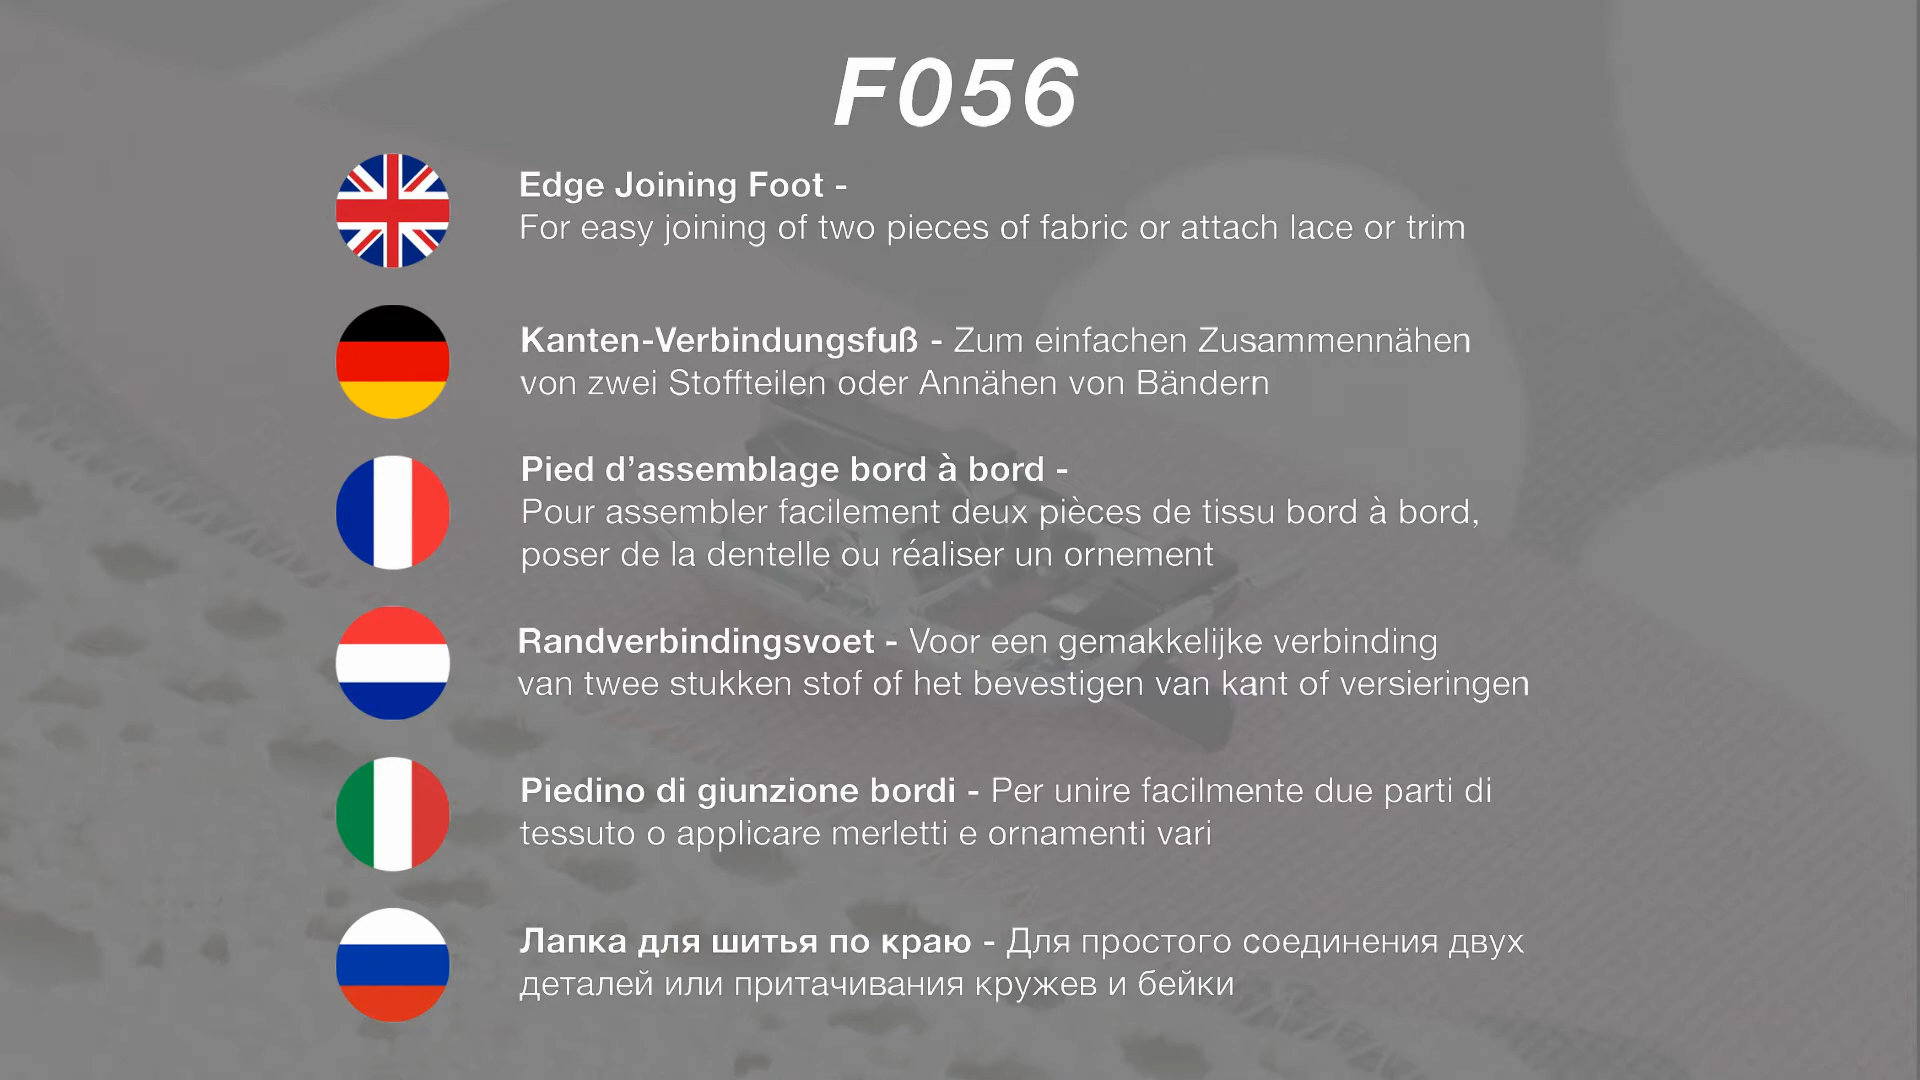 F056
Edge Joining Foot -
For easy joining of two pieces of fabric or attach lace or trim
Kanten-Verbindungsfuß - Zum einfachen Zusammennähen
von zwei Stoffteilen oder Annähen von Bändern
Pied d’assemblage bord à bord -
Pour assembler facilement deux pièces de tissu bord à bord,
poser de la dentelle ou réaliser un ornement
Randverbindingsvoet - Voor een gemakkelijke verbinding
van twee stukken stof of het bevestigen van kant of versieringen
Piedino di giunzione bordi - Per unire facilmente due parti di
tessuto o applicare merletti e ornamenti vari
Лапка для шитья по краю - Для простого соединения двух
деталей или притачивания кружев и бейки